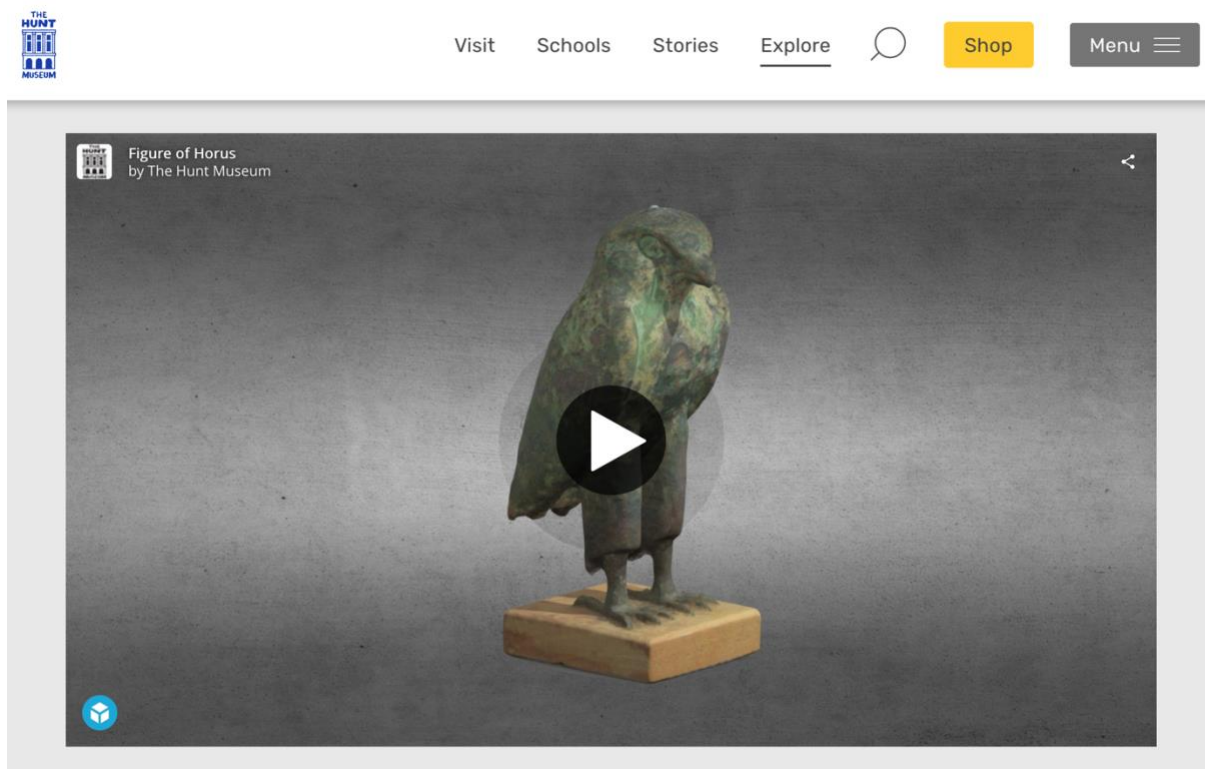 THE
HUNT
MUSEUM
Visit Schools Stories Explore Shop Menu
Figure of Horus
by The Hunt Museum